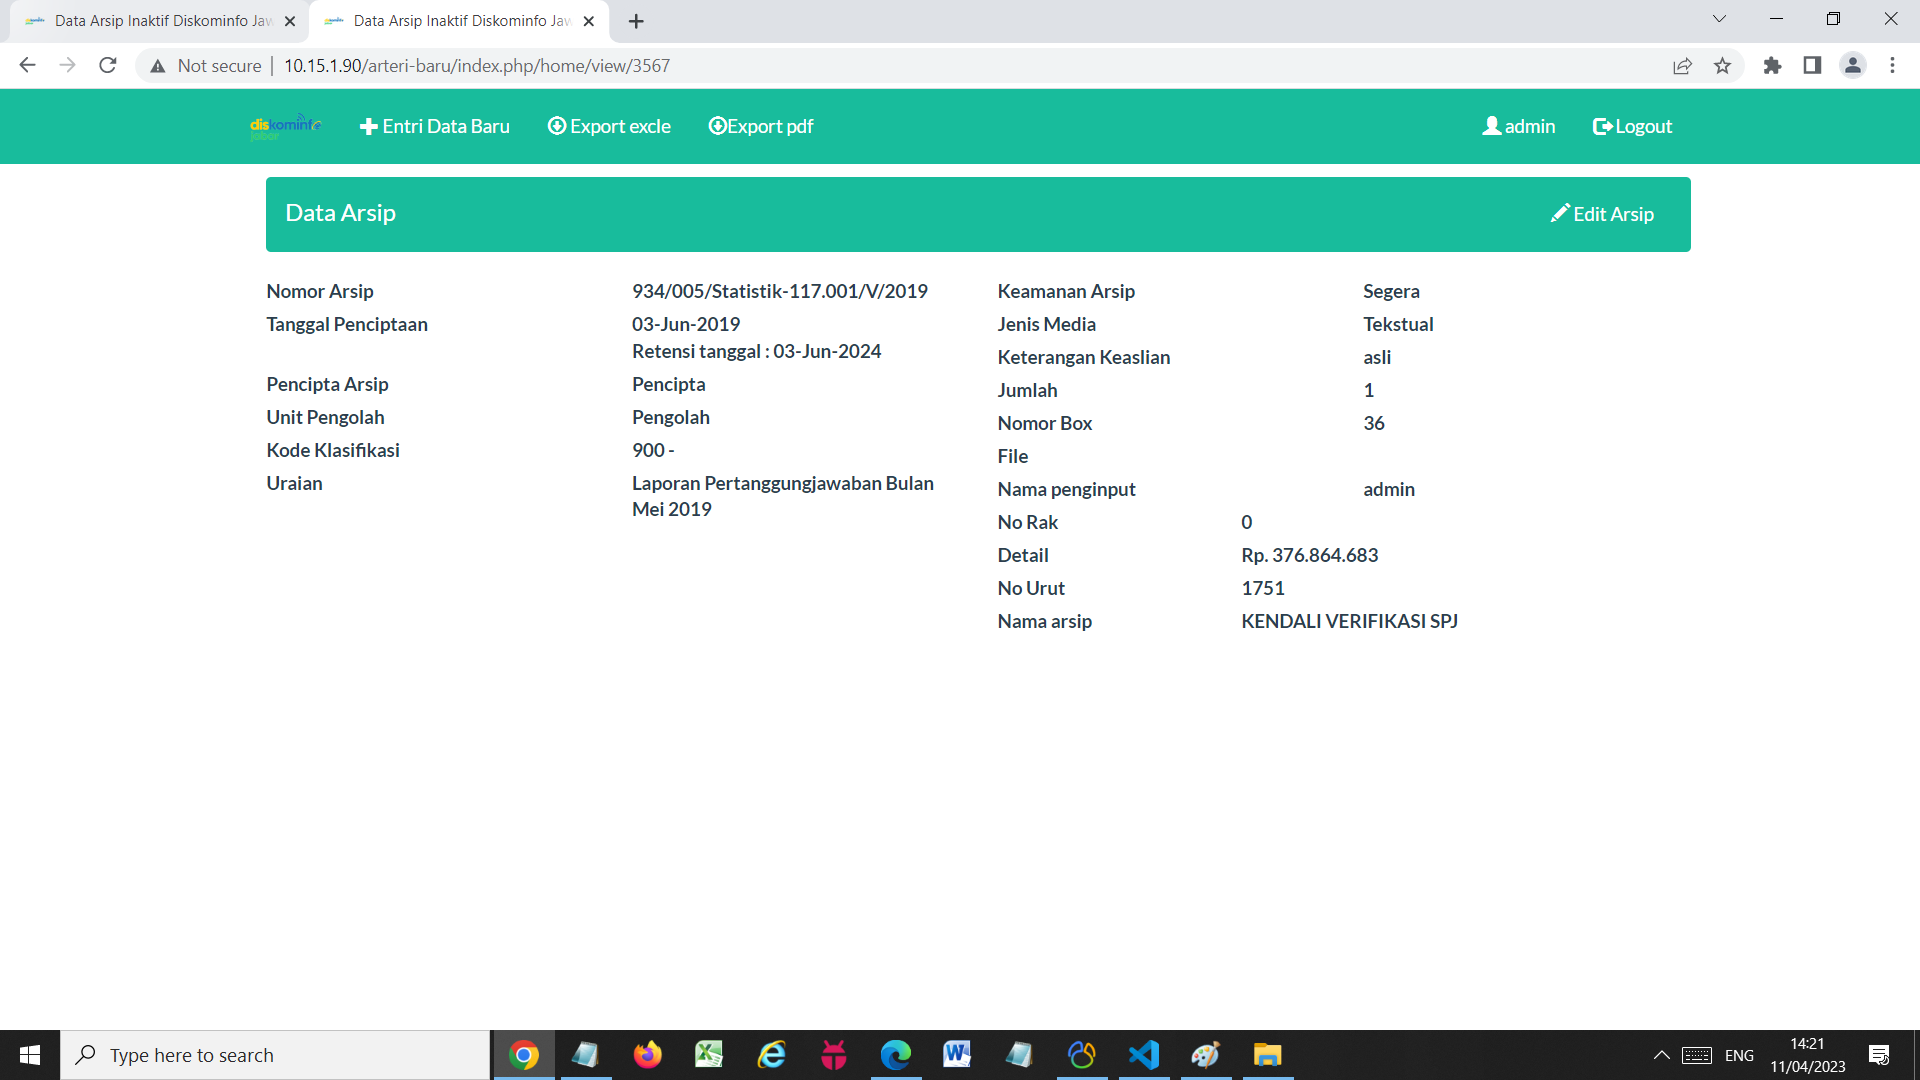 Data Arsip Inaktif Diskominfo Jaw
Data Arsip Inaktif Diskominfo Jaw
Not secure | 10.15.1.90/arteri-baru/index.php/home/view/3567
diskominfo
Entri Data Baru
Export excle
Export pdf
admin
Logout
Data Arsip
Edit Arsip
Nomor Arsip 934/005/Statistik-117.001/V/2019
Tanggal Penciptaan 03-Jun-2019
Retensi tanggal : 03-Jun-2024
Pencipta Arsip Pencipta
Unit Pengolah Pengolah
Kode Klasifikasi 900 -
Uraian Laporan Pertanggungjawaban Bulan
Mei 2019
Keamanan Arsip Segera
Jenis Media Tekstual
Keterangan Keaslian asli
Jumlah 1
Nomor Box 36
File
Nama penginput admin
No Rak 0
Detail Rp. 376.864.683
No Urut 1751
Nama arsip KENDALI VERIFIKASI SPJ
Type here to search
ENG
14:21
11/04/2023